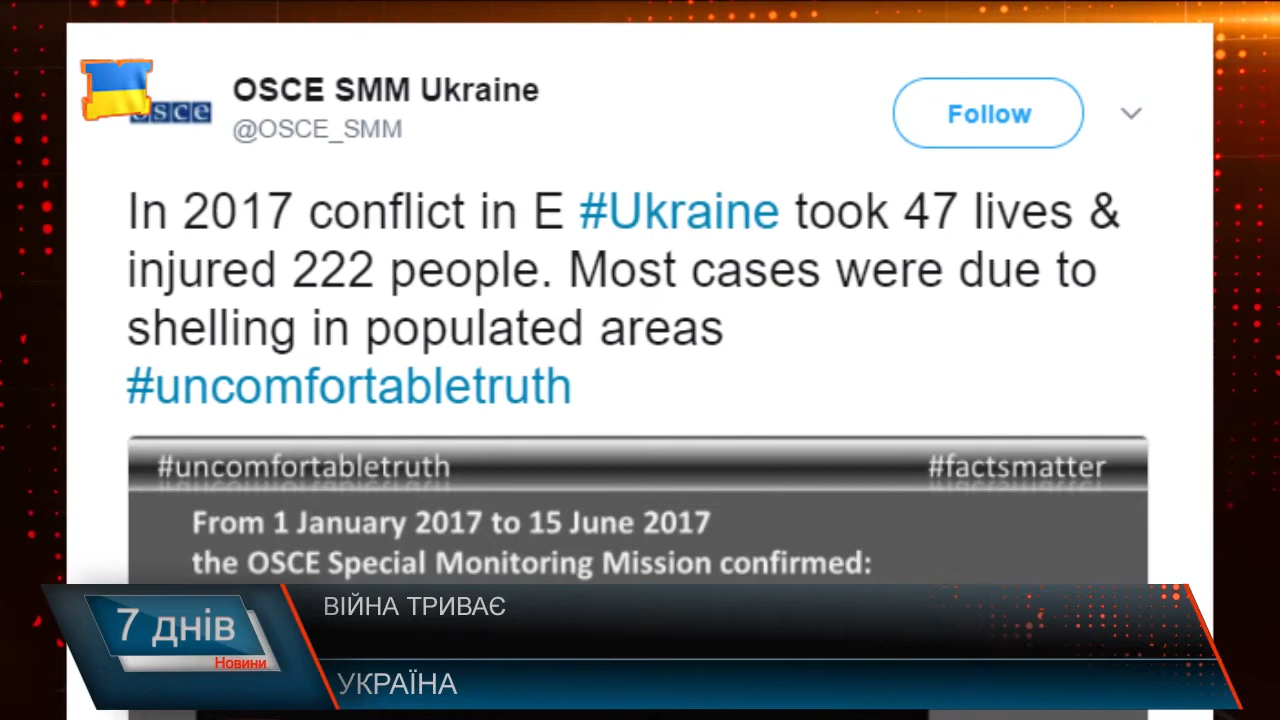 OSCE SMM Ukraine
@OSCE_SMM
Follow
osce
In 2017 conflict in E #Ukraine took 47 lives &
injured 222 people. Most cases were due to
shelling in populated areas
#uncomfortabletruth
#uncomfortabletruth #factsmatter
From 1 January 2017 to 15 June 2017
the OSCE Special Monitoring Mission confirmed:
7 днів
Новини
ВІЙНА ТРИВАЄ
УКРАЇНА